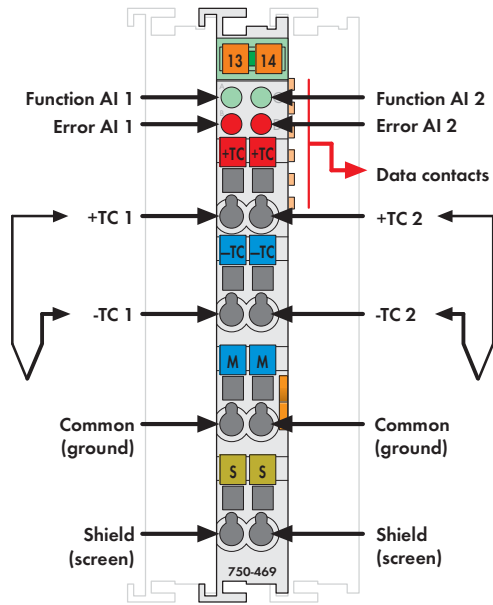 13 14
Function AI 1
Function AI 2
Error AI 1
Error AI 2
+TC +TC
Data contacts
+TC 1
+TC 2
–TC –TC
-TC 1
-TC 2
M M
Common
(ground)
Common
(ground)
S S
Shield
(screen)
Shield
(screen)
750-469